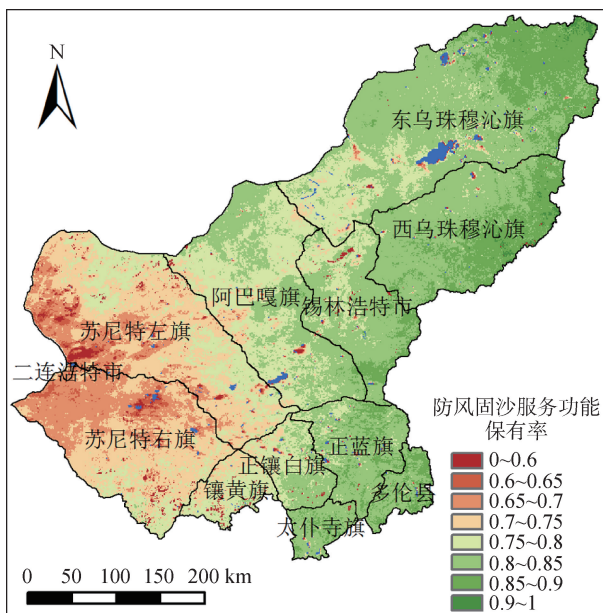 N
东乌珠穆沁旗
西乌珠穆沁旗
阿巴嘎旗
锡林浩特市
苏尼特左旗
二连浩特市
苏尼特右旗
正镶白旗
正蓝旗
镶黄旗
多伦县
太仆寺旗
防风固沙服务功能
保有率
0~0.6
0.6~0.65
0.65~0.7
0.7~0.75
0.75~0.8
0.8~0.85
0.85~0.9
0.9~1
0 50 100 150 200 km